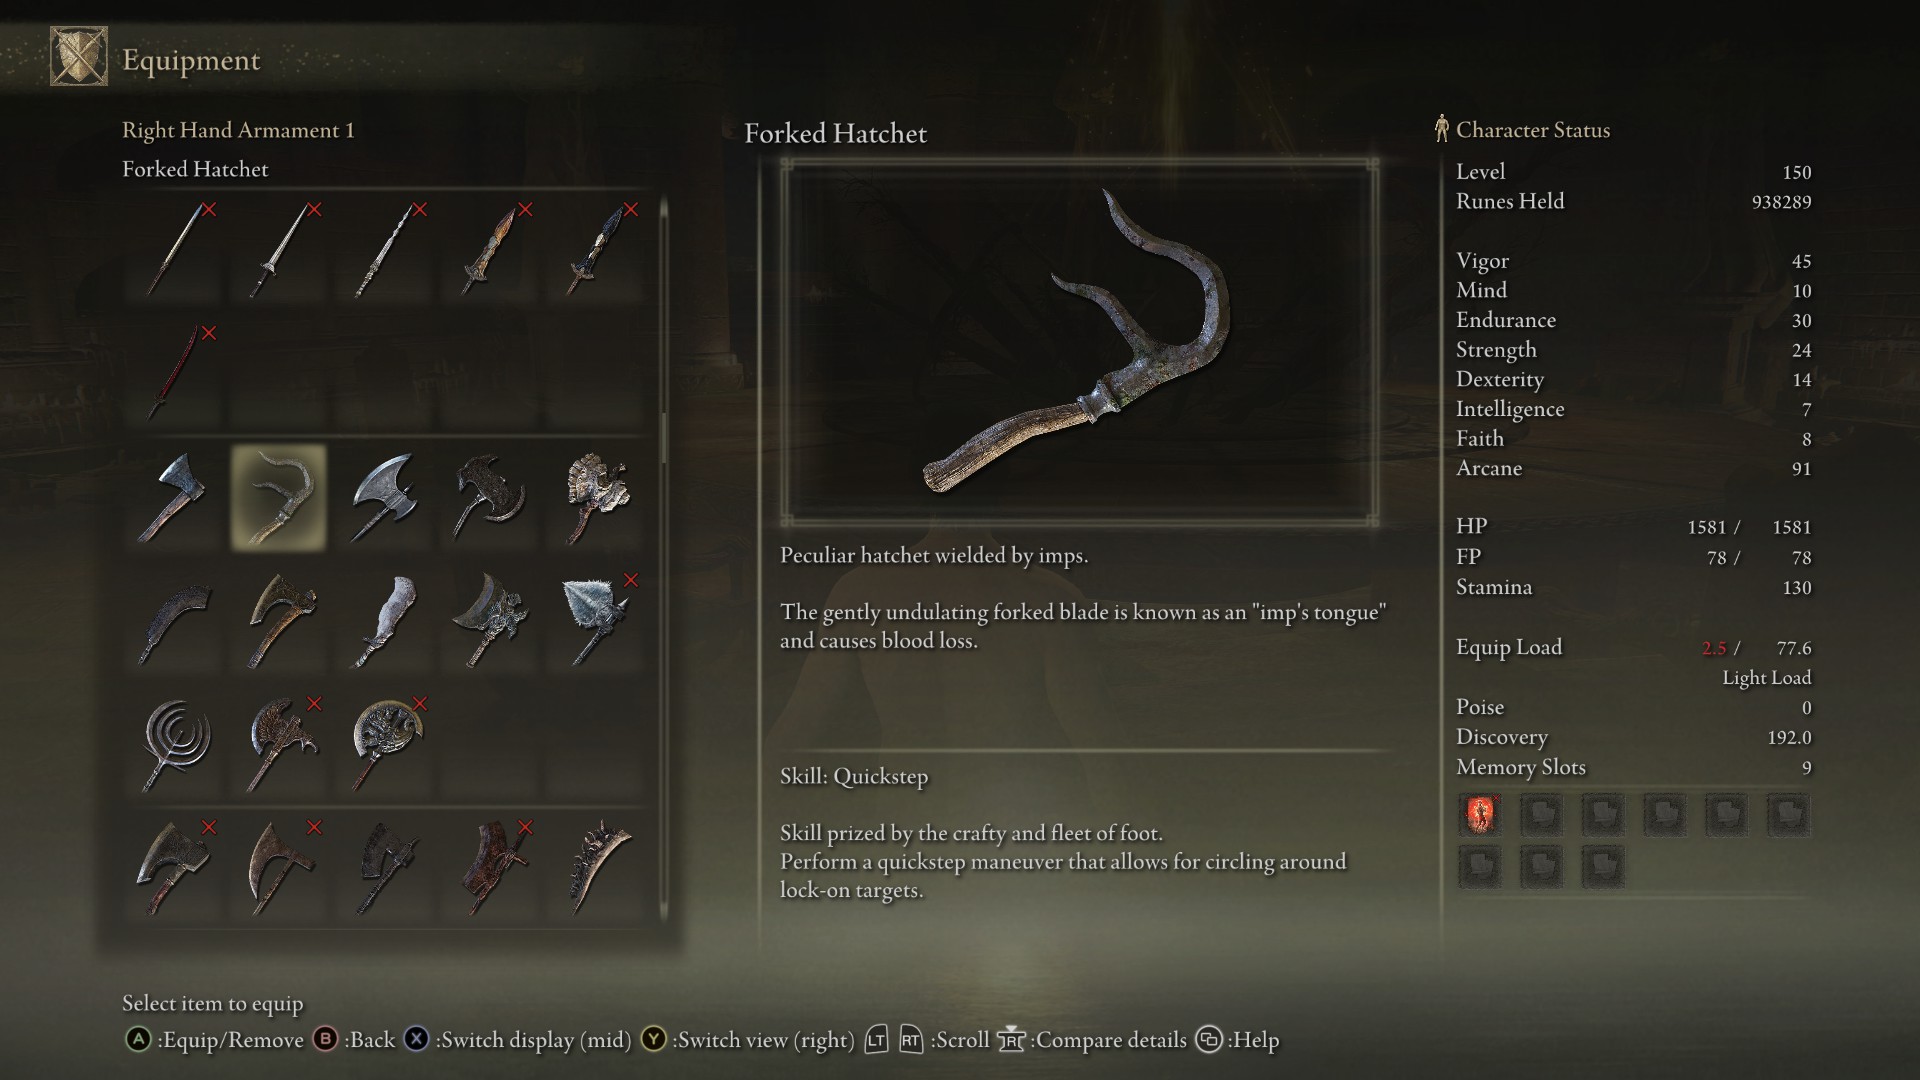 Equipment
Right Hand Armament 1
Forked Hatchet
Forked Hatchet
Peculiar hatchet wielded by imps.
The gently undulating forked blade is known as an "imp's tongue"
and causes blood loss.
Skill: Quickstep
Skill prized by the crafty and fleet of foot.
Perform a quickstep maneuver that allows for circling around
lock-on targets.
Character Status
Level 150
Runes Held 938289
Vigor 45
Mind 10
Endurance 30
Strength 24
Dexterity 14
Intelligence 7
Faith 8
Arcane 91
HP 1581 / 1581
FP 78 / 78
Stamina 130
Equip Load 2.5 / 77.6
Light Load
Poise 0
Discovery 192.0
Memory Slots 9
Select item to equip
A :Equip/Remove B :Back X :Switch display (mid) Y :Switch view (right) LT RT :Scroll R :Compare details :Help